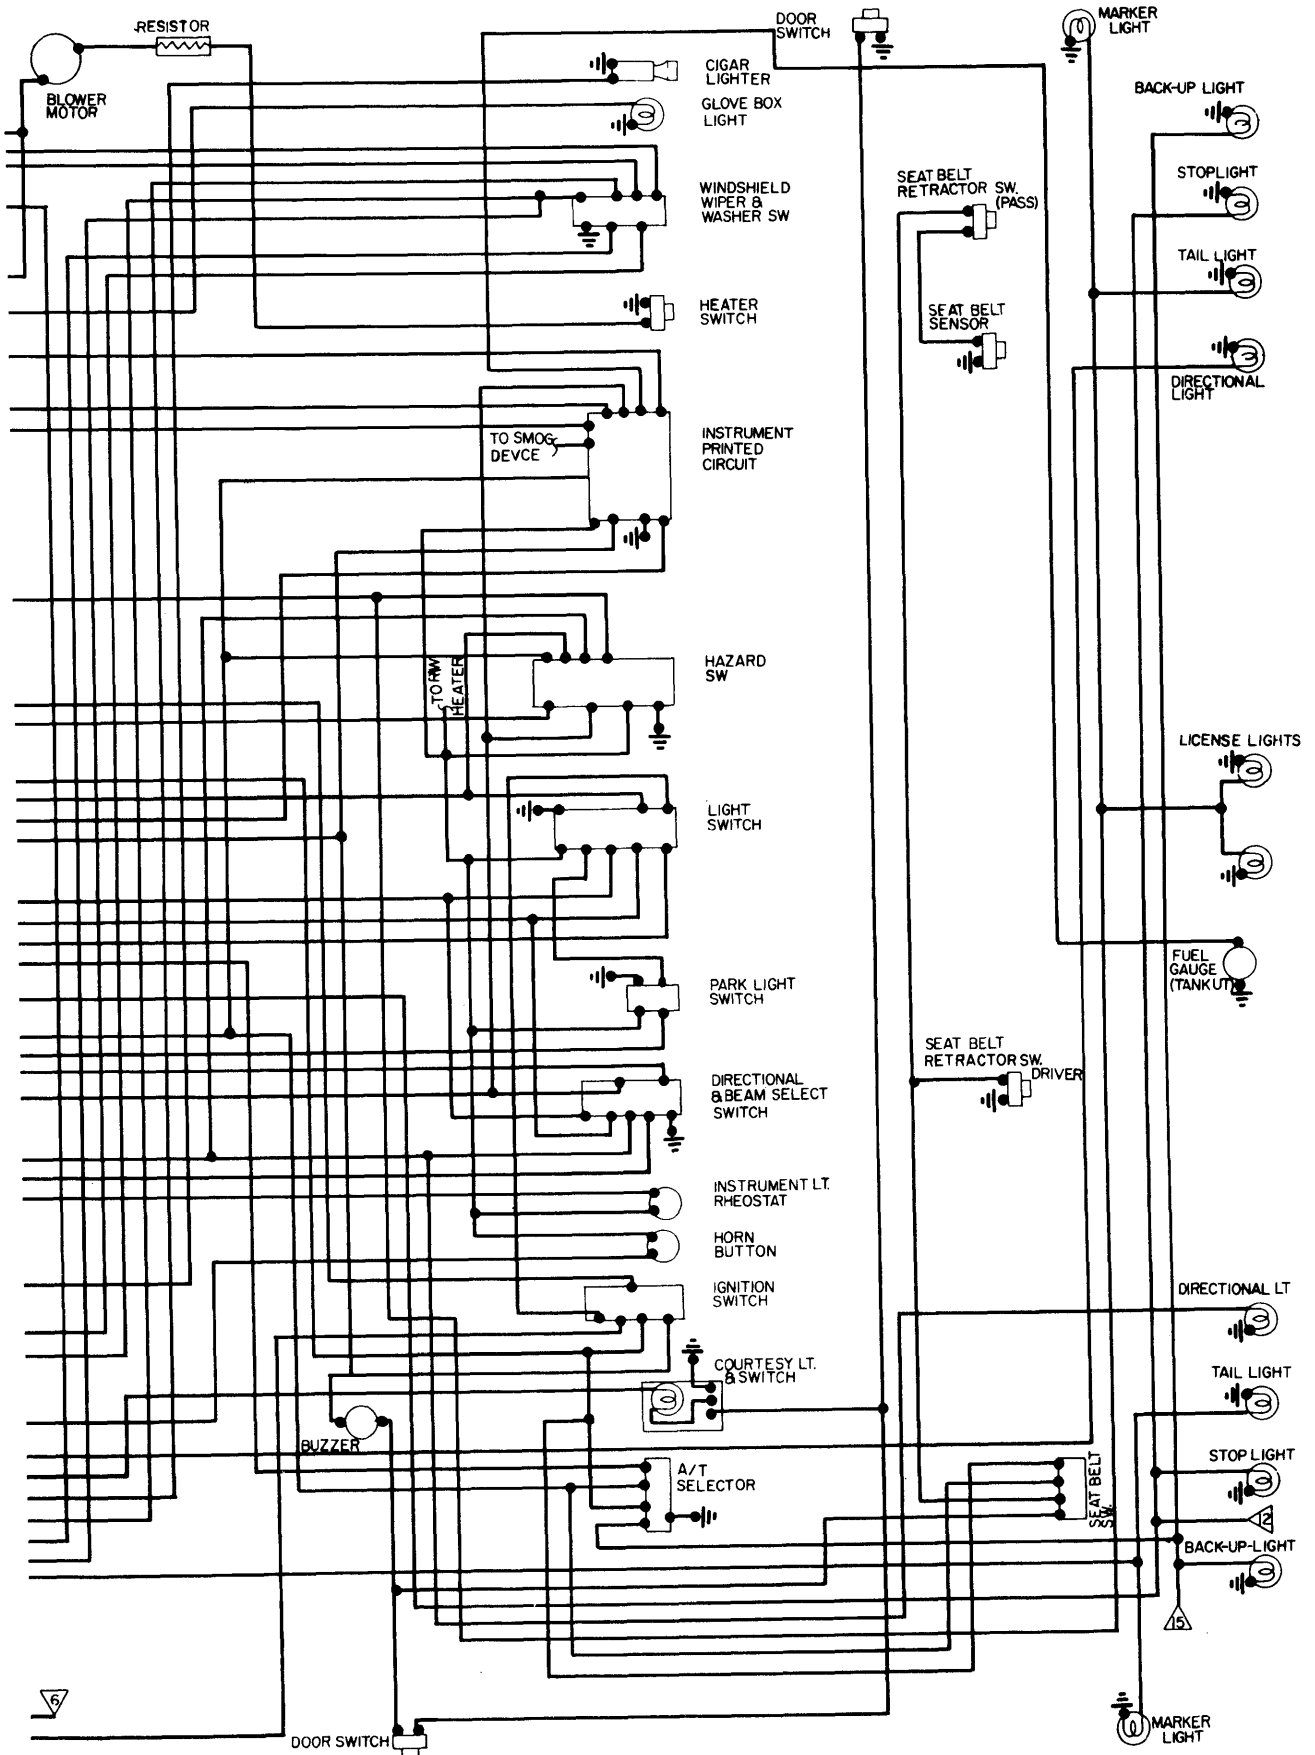 RESISTOR
BLOWER
MOTOR
DOOR
SWITCH
MARKER
LIGHT
CIGAR
LIGHTER
GLOVE BOX
LIGHT
BACK-UP LIGHT
STOPLIGHT
WINDSHIELD
WIPER &
WASHER SW
SEAT BELT
RETRACTOR SW.
(PASS)
TAIL LIGHT
HEATER
SWITCH
SEAT BELT
SENSOR
DIRECTIONAL
LIGHT
TO SMOG
DEVCE
INSTRUMENT
PRINTED
CIRCUIT
TO RW
HEATER
HAZARD
SW
LICENSE LIGHTS
LIGHT
SWITCH
FUEL
GAUGE
(TANK UT)
PARK LIGHT
SWITCH
SEAT BELT
RETRACTOR SW.
DRIVER
DIRECTIONAL
& BEAM SELECT
SWITCH
INSTRUMENT LT.
RHEOSTAT
HORN
BUTTON
IGNITION
SWITCH
DIRECTIONAL LT
COURTESY LT.
& SWITCH
TAIL LIGHT
BUZZER
A/T
SELECTOR
SEAT BELT
SW.
STOP LIGHT
12
BACK-UP-LIGHT
15
6
DOOR SWITCH
MARKER
LIGHT